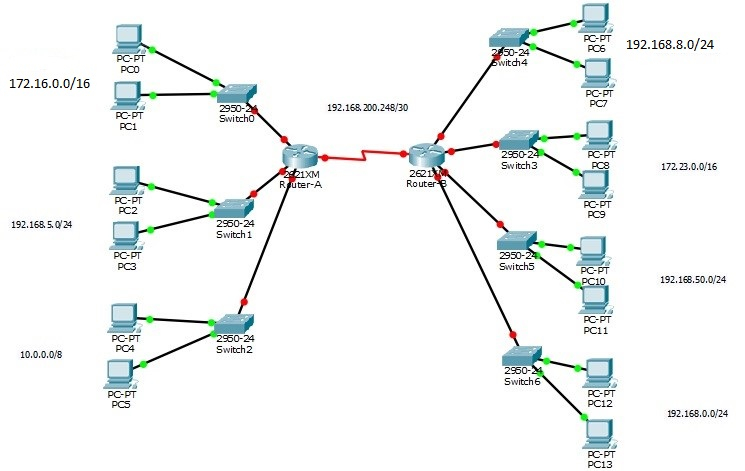 PC-PT
PC0
172.16.0.0/16
PC-PT
PC1
2950-24
Switch0
PC-PT
PC2
192.168.5.0/24
PC-PT
PC3
2950-24
Switch1
PC-PT
PC4
10.0.0.0/8
PC-PT
PC5
2950-24
Switch2
2621XM
Router-A
192.168.200.248/30
2621XM
Router-B
2950-24
Switch4
PC-PT
PC6
192.168.8.0/24
PC-PT
PC7
2950-24
Switch3
PC-PT
PC8
172.23.0.0/16
PC-PT
PC9
2950-24
Switch5
PC-PT
PC10
192.168.50.0/24
PC-PT
PC11
2950-24
Switch6
PC-PT
PC12
192.168.0.0/24
PC-PT
PC13